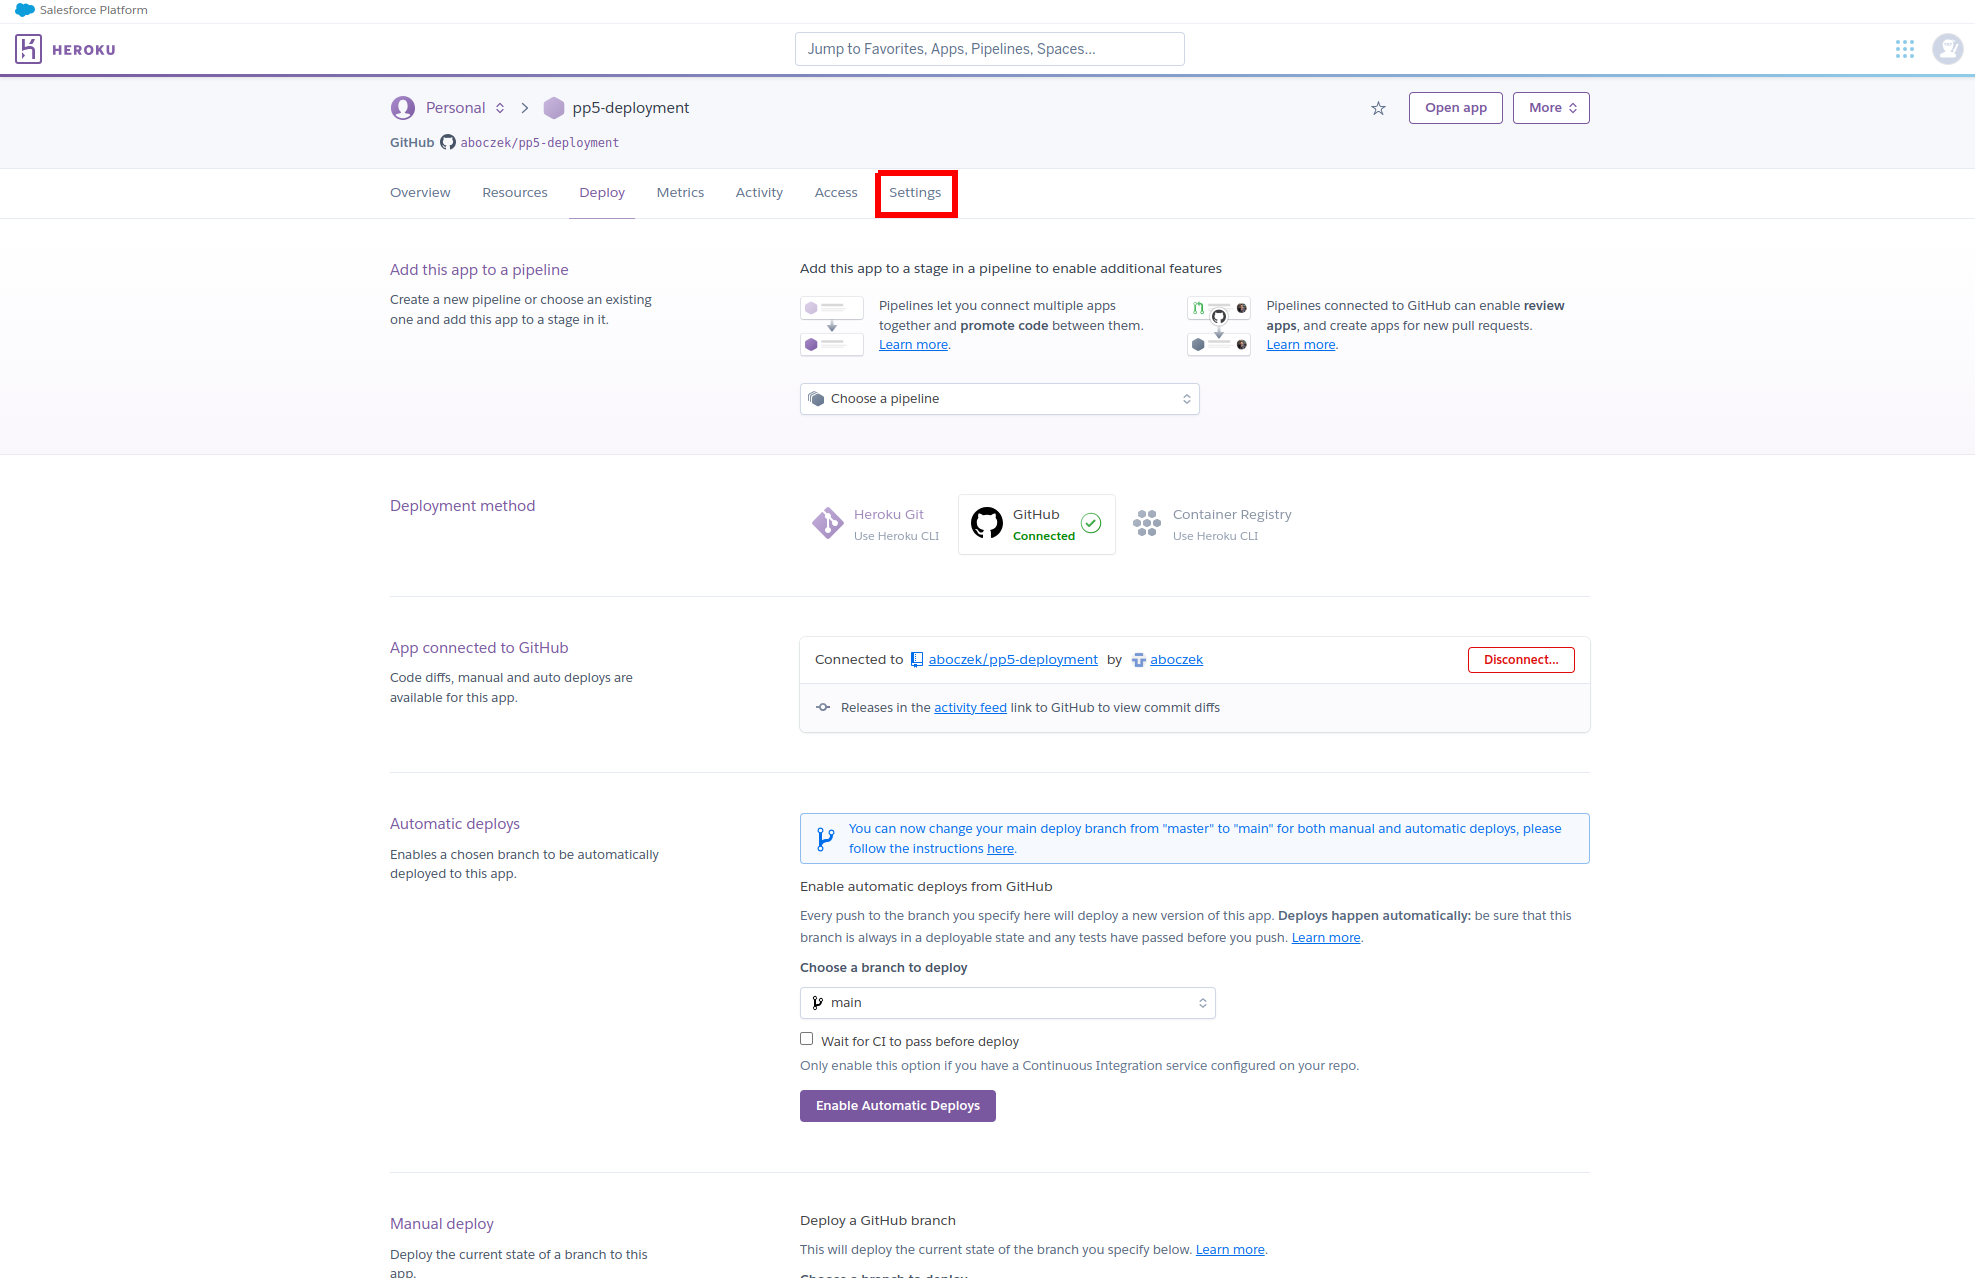 Salesforce Platform
HEROKU
Jump to Favorites, Apps, Pipelines, Spaces...
Personal
pp5-deployment
Open app
More
GitHub aboczek/pp5-deployment
Overview Resources Deploy Metrics Activity Access Settings
Add this app to a pipeline
Create a new pipeline or choose an existing
one and add this app to a stage in it.
Add this app to a stage in a pipeline to enable additional features
Pipelines let you connect multiple apps
together and promote code between them.
Learn more.
Pipelines connected to GitHub can enable review
apps, and create apps for new pull requests.
Learn more.
Choose a pipeline
Deployment method
Heroku Git
Use Heroku CLI
GitHub
Connected
Container Registry
Use Heroku CLI
App connected to GitHub
Code diffs, manual and auto deploys are
available for this app.
Connected to aboczek/pp5-deployment by aboczek
Disconnect...
Releases in the activity feed link to GitHub to view commit diffs
Automatic deploys
Enables a chosen branch to be automatically
deployed to this app.
You can now change your main deploy branch from "master" to "main" for both manual and automatic deploys, please
follow the instructions here.
Enable automatic deploys from GitHub
Every push to the branch you specify here will deploy a new version of this app. Deploys happen automatically: be sure that this
branch is always in a deployable state and any tests have passed before you push. Learn more.
Choose a branch to deploy
main
Wait for CI to pass before deploy
Only enable this option if you have a Continuous Integration service configured on your repo.
Enable Automatic Deploys
Manual deploy
Deploy the current state of a branch to this
app.
Deploy a GitHub branch
This will deploy the current state of the branch you specify below. Learn more.
Choose a branch to deploy